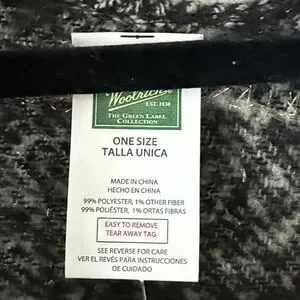 Woolrich
EST. 1830
THE GREEN LABEL
COLLECTION
ONE SIZE
TALLA UNICA
MADE IN CHINA
HECHO EN CHINA
99% POLYESTER, 1% OTHER FIBER
99% POLIÉSTER, 1% ORTAS FIBRAS
EASY TO REMOVE
TEAR AWAY TAG
SEE REVERSE FOR CARE
VER EL REVÉS PARA INSTRUCCIONES
DE CUIDADO